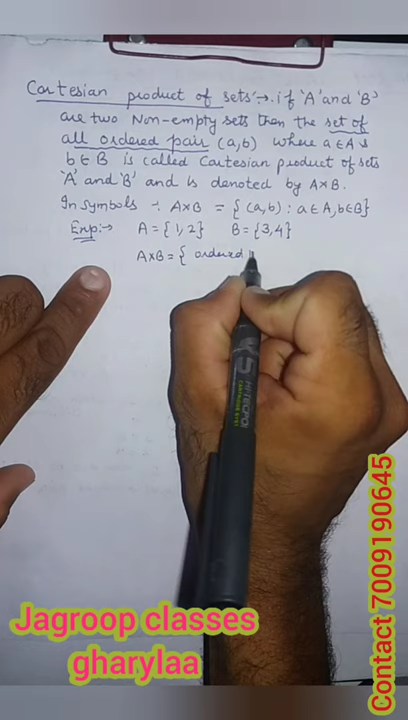 Cartesian product of sets :→ . if 'A' and 'B'
are two Non-empty sets then the set of
all ordered pair (a,b) where a∈A &
b∈B is called Cartesian product of sets
'A' and 'B' and is denoted by A×B.
In Symbols :- A×B = {(a,b) : a∈A, b∈B}
Exp:→ A = {1,2} B = {3,4}
A×B = { ordered
Jagroop classes
gharylaa
Contact 7009190645